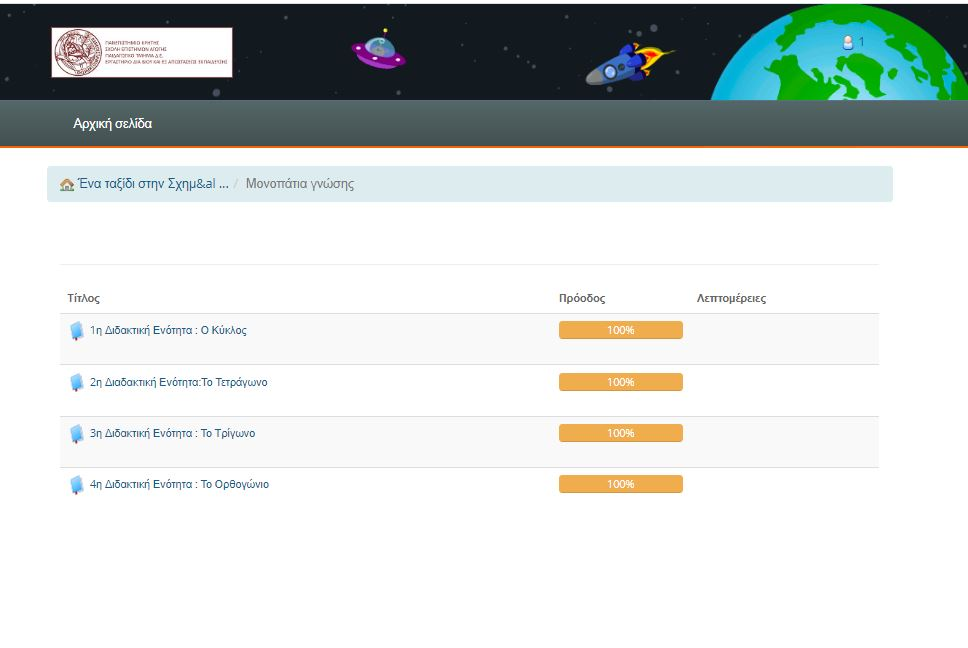 ΠΑΝΕΠΙΣΤΗΜΙΟ ΚΡΗΤΗΣ
ΣΧΟΛΗ ΕΠΙΣΤΗΜΩΝ ΑΓΩΓΗΣ
ΠΑΙΔΑΓΩΓΙΚΟ ΤΜΗΜΑ Δ.Ε.
ΕΡΓΑΣΤΗΡΙΟ ΔΙΑ ΒΙΟΥ ΚΑΙ ΕΞ ΑΠΟΣΤΑΣΕΩΣ ΕΚΠΑΙΔΕΥΣΗΣ
1
Αρχική σελίδα
Ένα ταξίδι στην Σχημ&al ... / Μονοπάτια γνώσης
Τίτλος Πρόοδος Λεπτομέρειες
1η Διδακτική Ενότητα : Ο Κύκλος 100%
2η Διαδακτική Ενότητα:Το Τετράγωνο 100%
3η Διδακτική Ενότητα : Το Τρίγωνο 100%
4η Διδακτική Ενότητα : Το Ορθογώνιο 100%